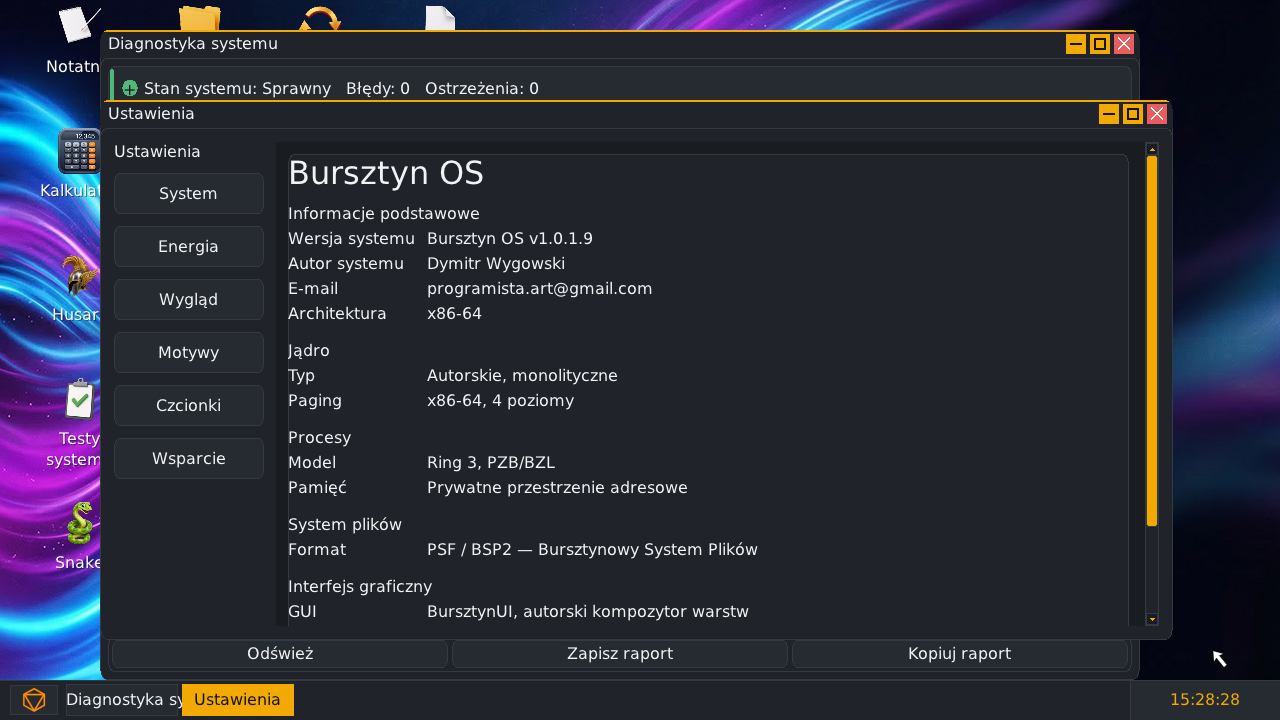 Notatn
Diagnostyka systemu
Stan systemu: Sprawny Błędy: 0 Ostrzeżenia: 0
Ustawienia
Ustawienia
System
Energia
Wygląd
Motywy
Czcionki
Wsparcie
Bursztyn OS
Informacje podstawowe
Wersja systemu Bursztyn OS v1.0.1.9
Autor systemu Dymitr Wygowski
E-mail programista.art@gmail.com
Architektura x86-64
Jądro
Typ Autorskie, monolityczne
Paging x86-64, 4 poziomy
Procesy
Model Ring 3, PZB/BZL
Pamięć Prywatne przestrzenie adresowe
System plików
Format PSF / BSP2 — Bursztynowy System Plików
Interfejs graficzny
GUI BursztynUI, autorski kompozytor warstw
12,345
Kalkula
Husar
Testy
system
Snake
Odśwież Zapisz raport Kopiuj raport
Diagnostyka sy Ustawienia 15:28:28